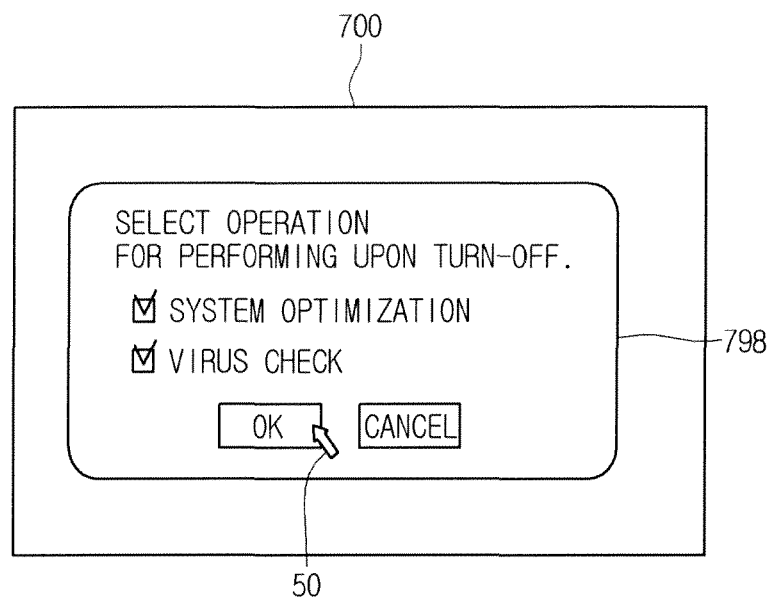 700
SELECT OPERATION
FOR PERFORMING UPON TURN-OFF.
SYSTEM OPTIMIZATION
798
VIRUS CHECK
OK CANCEL
50